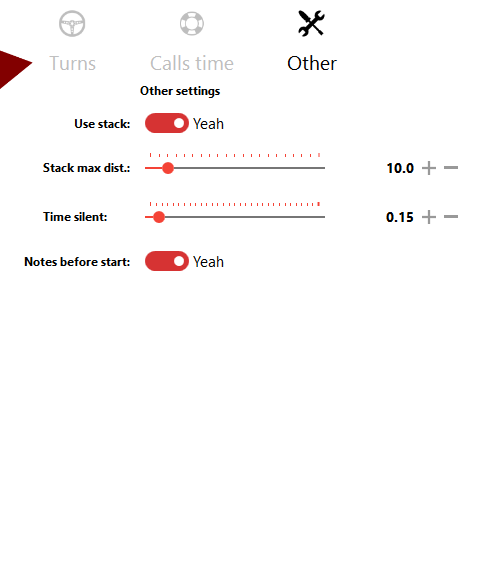 Turns Calls time Other
Other settings
Use stack: Yeah
Stack max dist.: 10.0
Time silent: 0.15
Notes before start: Yeah